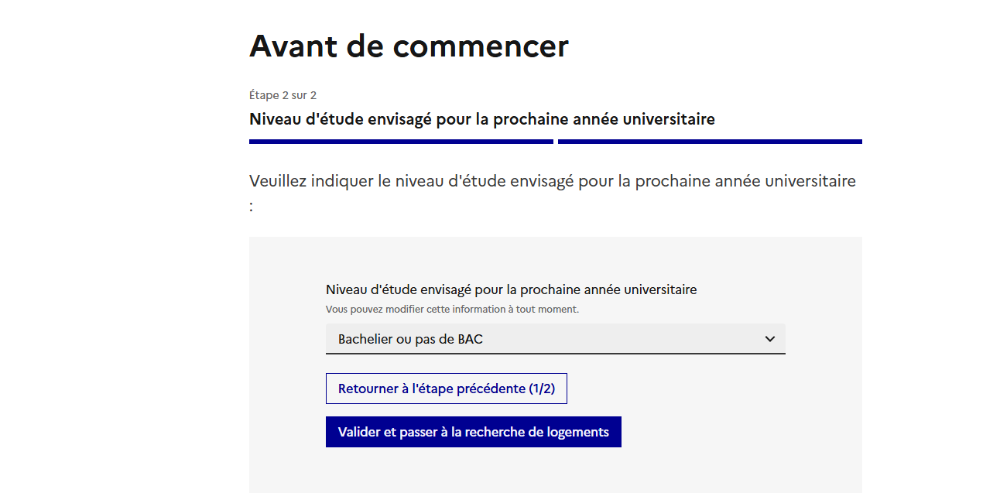 Avant de commencer
Étape 2 sur 2
Niveau d'étude envisagé pour la prochaine année universitaire
Veuillez indiquer le niveau d'étude envisagé pour la prochaine année universitaire
:
Niveau d'étude envisagé pour la prochaine année universitaire
Vous pouvez modifier cette information à tout moment.
Bachelier ou pas de BAC
Retourner à l'étape précédente (1/2)
Valider et passer à la recherche de logements